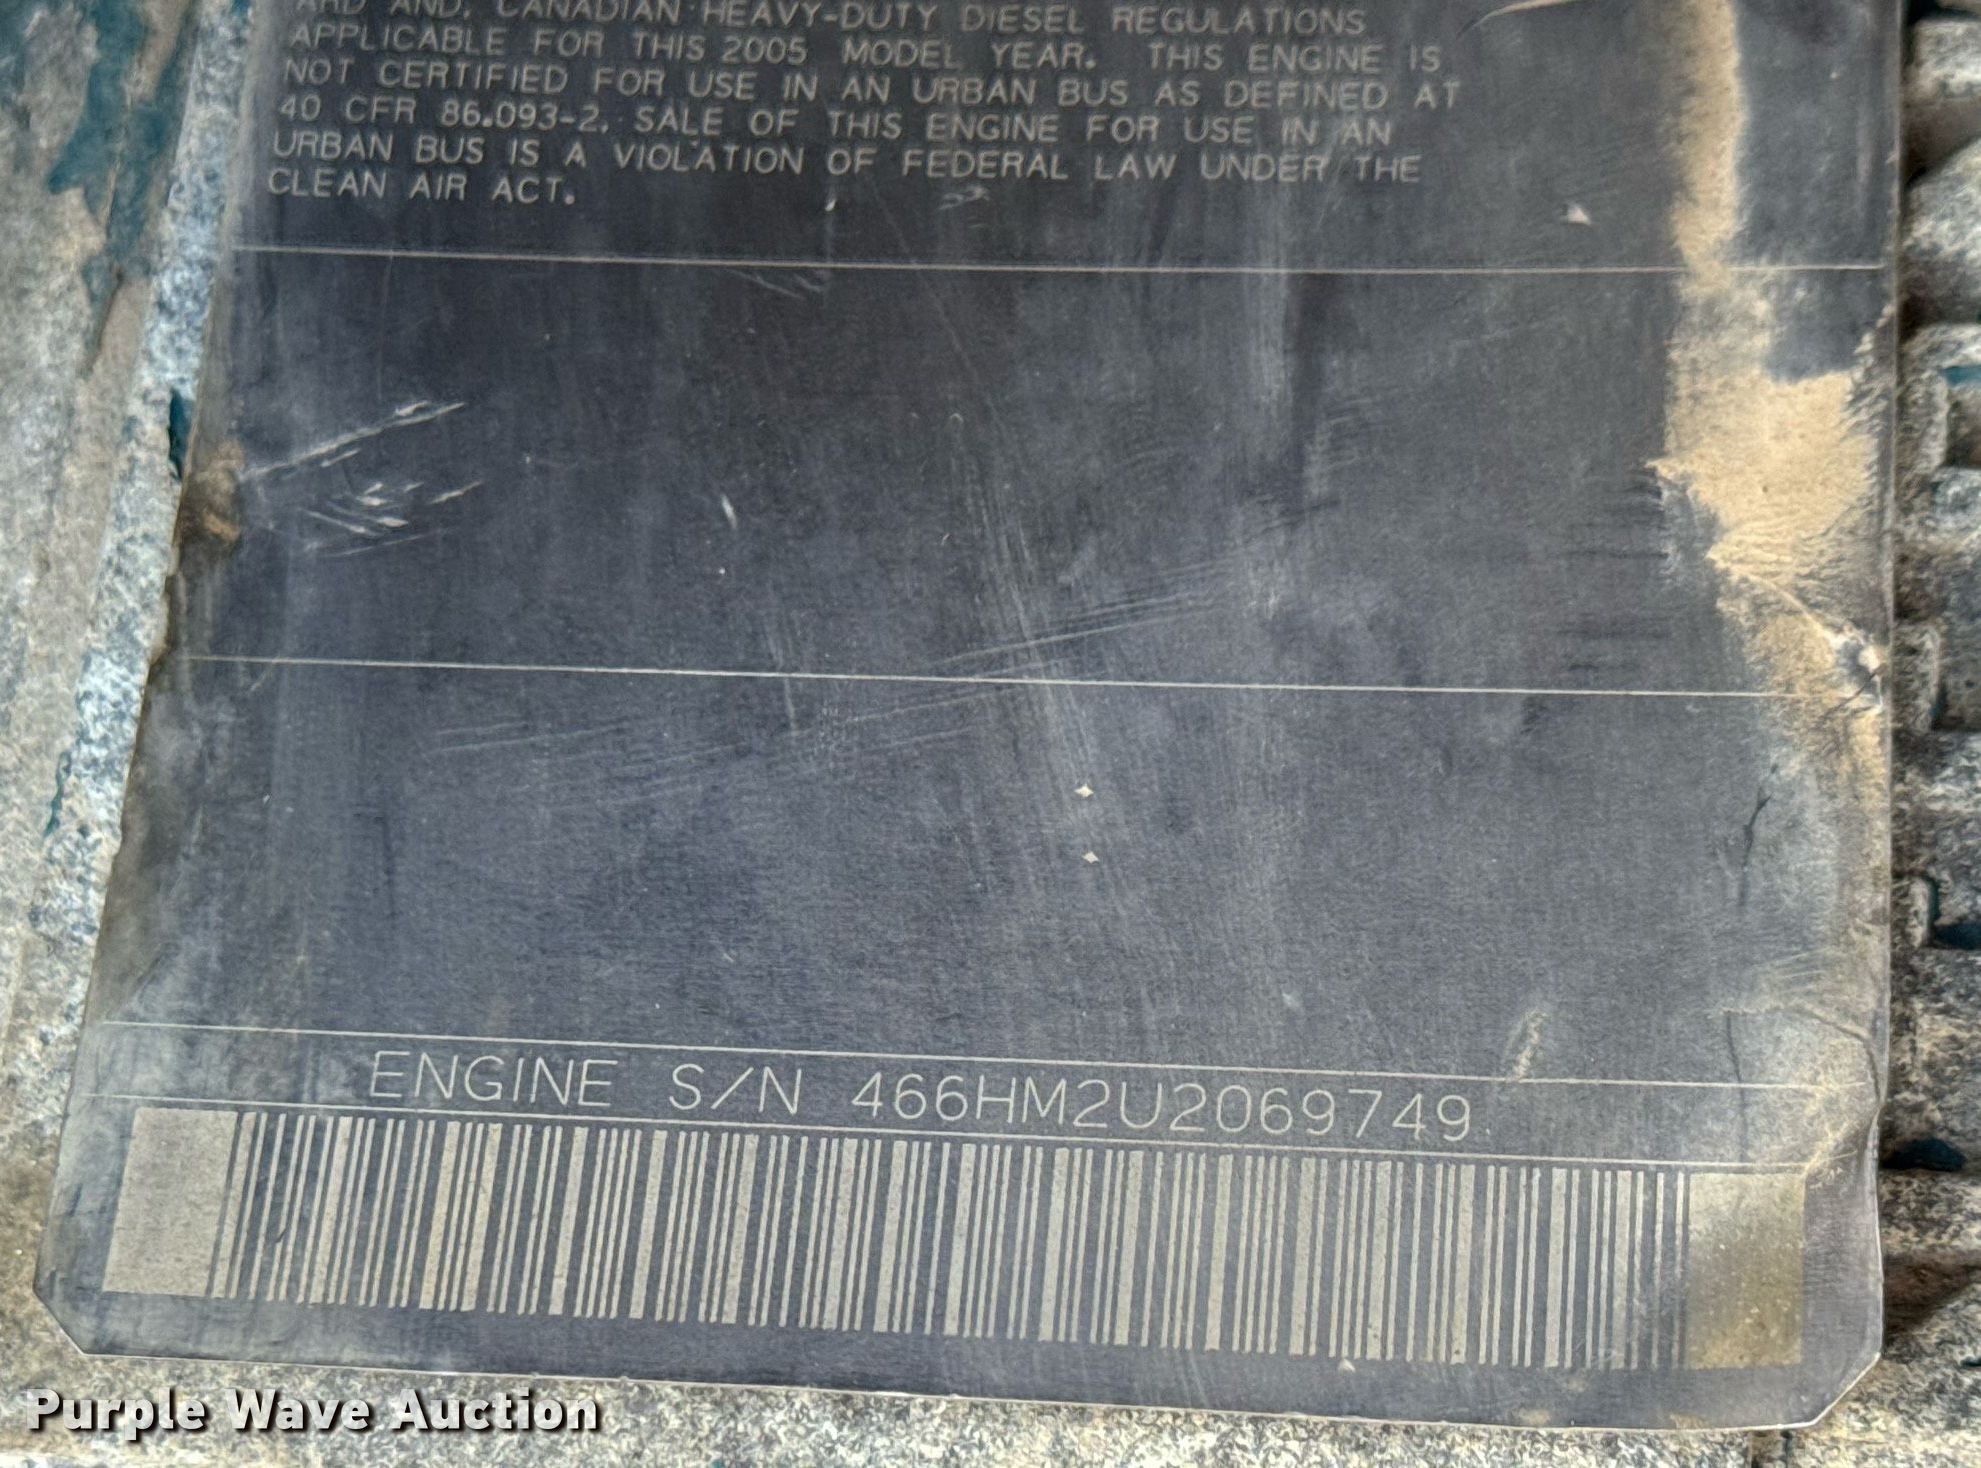 ARD AND, CANADIAN HEAVY-DUTY DIESEL REGULATIONS
APPLICABLE FOR THIS 2005 MODEL YEAR. THIS ENGINE IS
NOT CERTIFIED FOR USE IN AN URBAN BUS AS DEFINED AT
40 CFR 86.093-2. SALE OF THIS ENGINE FOR USE IN AN
URBAN BUS IS A VIOLATION OF FEDERAL LAW UNDER THE
CLEAN AIR ACT.
ENGINE S/N 466HM2U2069749
Purple Wave Auction